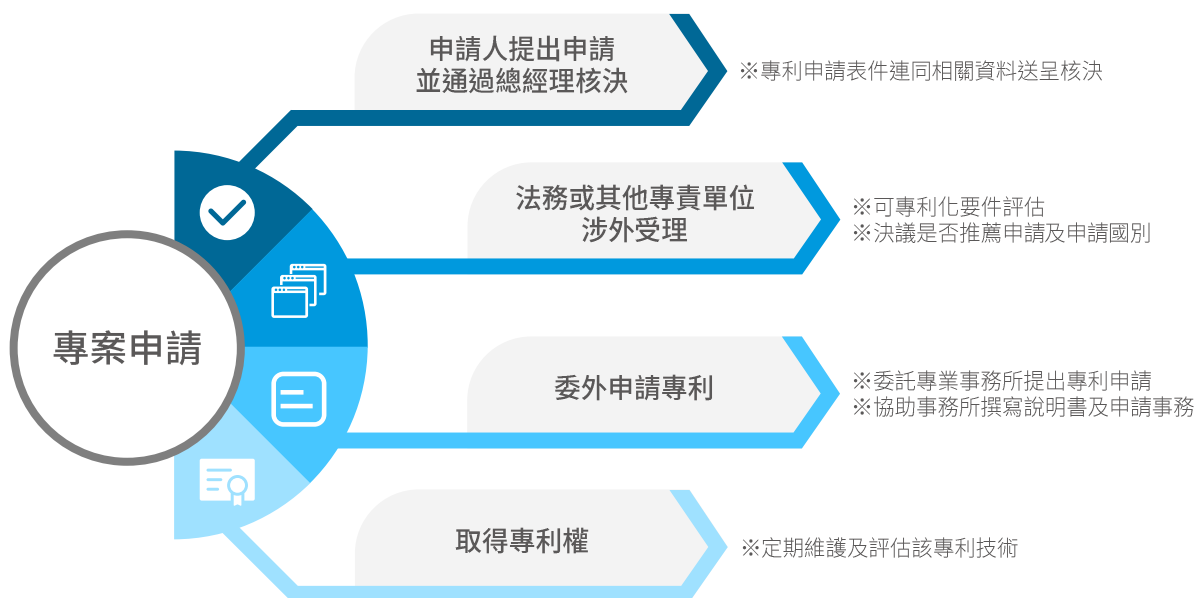 專案申請
申請人提出申請
並通過總經理核決
※專利申請表件連同相關資料送呈核決
法務或其他專責單位
涉外受理
※可專利化要件評估
※決議是否推薦申請及申請國別
委外申請專利
※委託專業事務所提出專利申請
※協助事務所撰寫說明書及申請事務
取得專利權
※定期維護及評估該專利技術